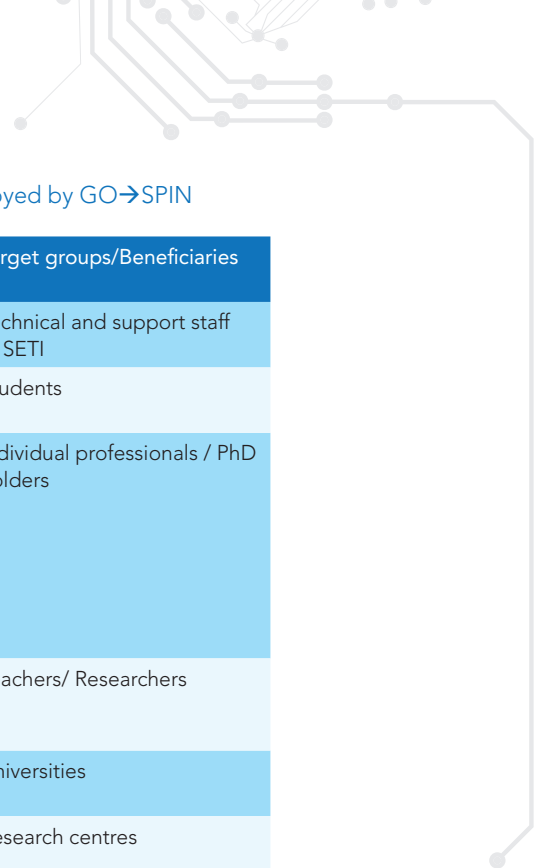 oyed by GO→SPIN
rget groups/Beneficiaries
chnical and support staff
SETI
udents
dividual professionals / PhD
olders
achers/ Researchers
niversities
esearch centres